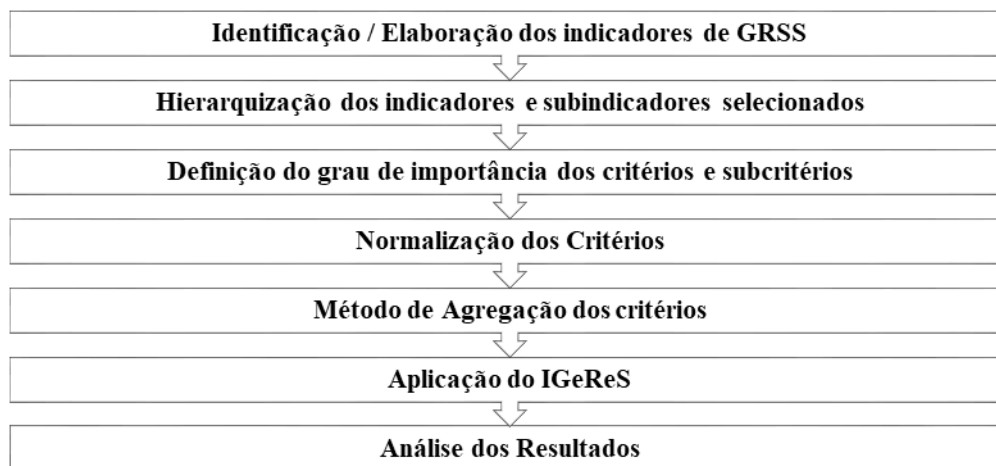 Identificação / Elaboração dos indicadores de GRSS
Hierarquização dos indicadores e subindicadores selecionados
Definição do grau de importância dos critérios e subcritérios
Normalização dos Critérios
Método de Agregação dos critérios
Aplicação do IGeReS
Análise dos Resultados